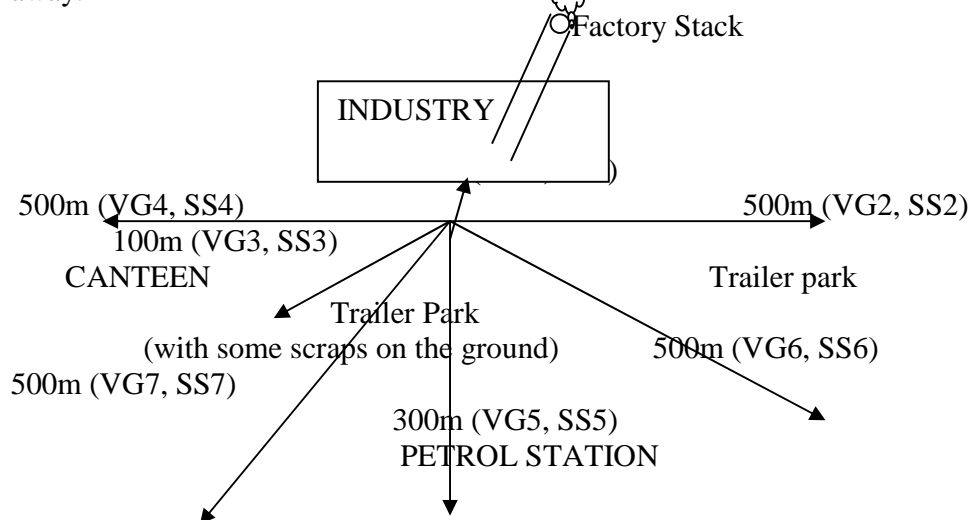 Factory Stack
INDUSTRY
)
500m (VG4, SS4)
500m (VG2, SS2)
100m (VG3, SS3)
CANTEEN
Trailer park
Trailer Park
(with some scraps on the ground)
500m (VG6, SS6)
500m (VG7, SS7)
300m (VG5, SS5)
PETROL STATION